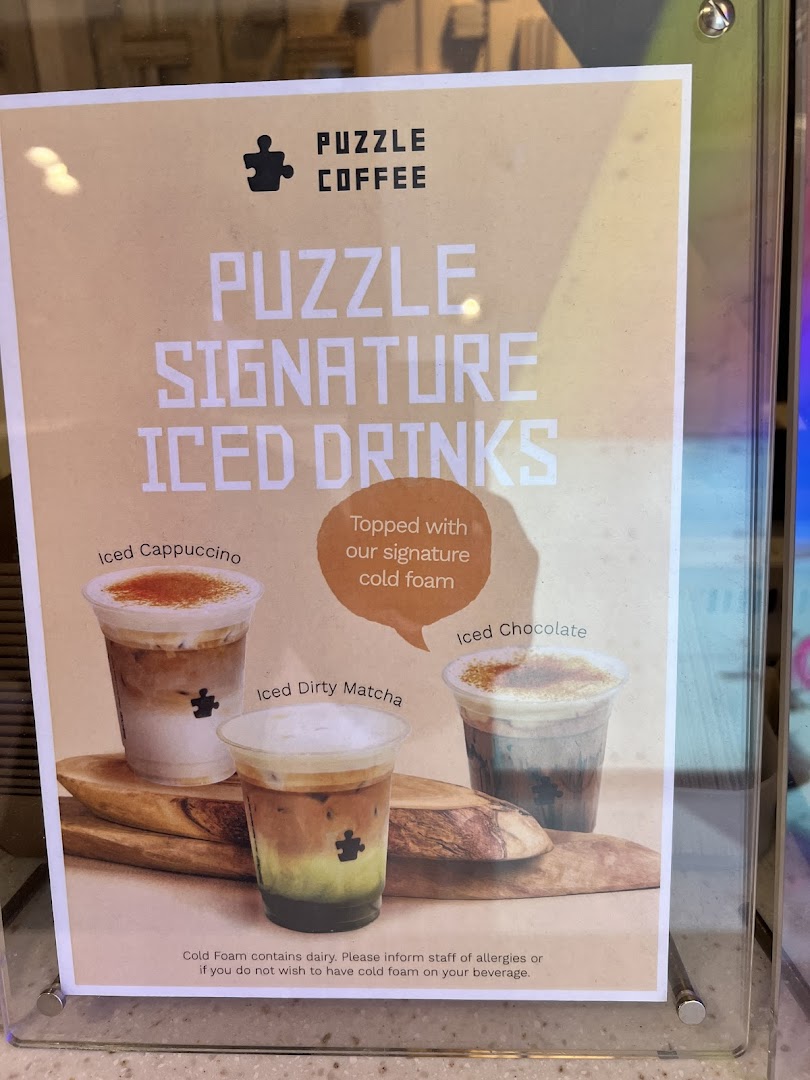 PUZZLE
COFFEE
PUZZLE
SIGNATURE
ICED DRINKS
Topped with
our signature
cold foam
Iced Cappuccino
Iced Chocolate
Iced Dirty Matcha
Cold Foam contains dairy. Please inform staff of allergies or
if you do not wish to have cold foam on your beverage.